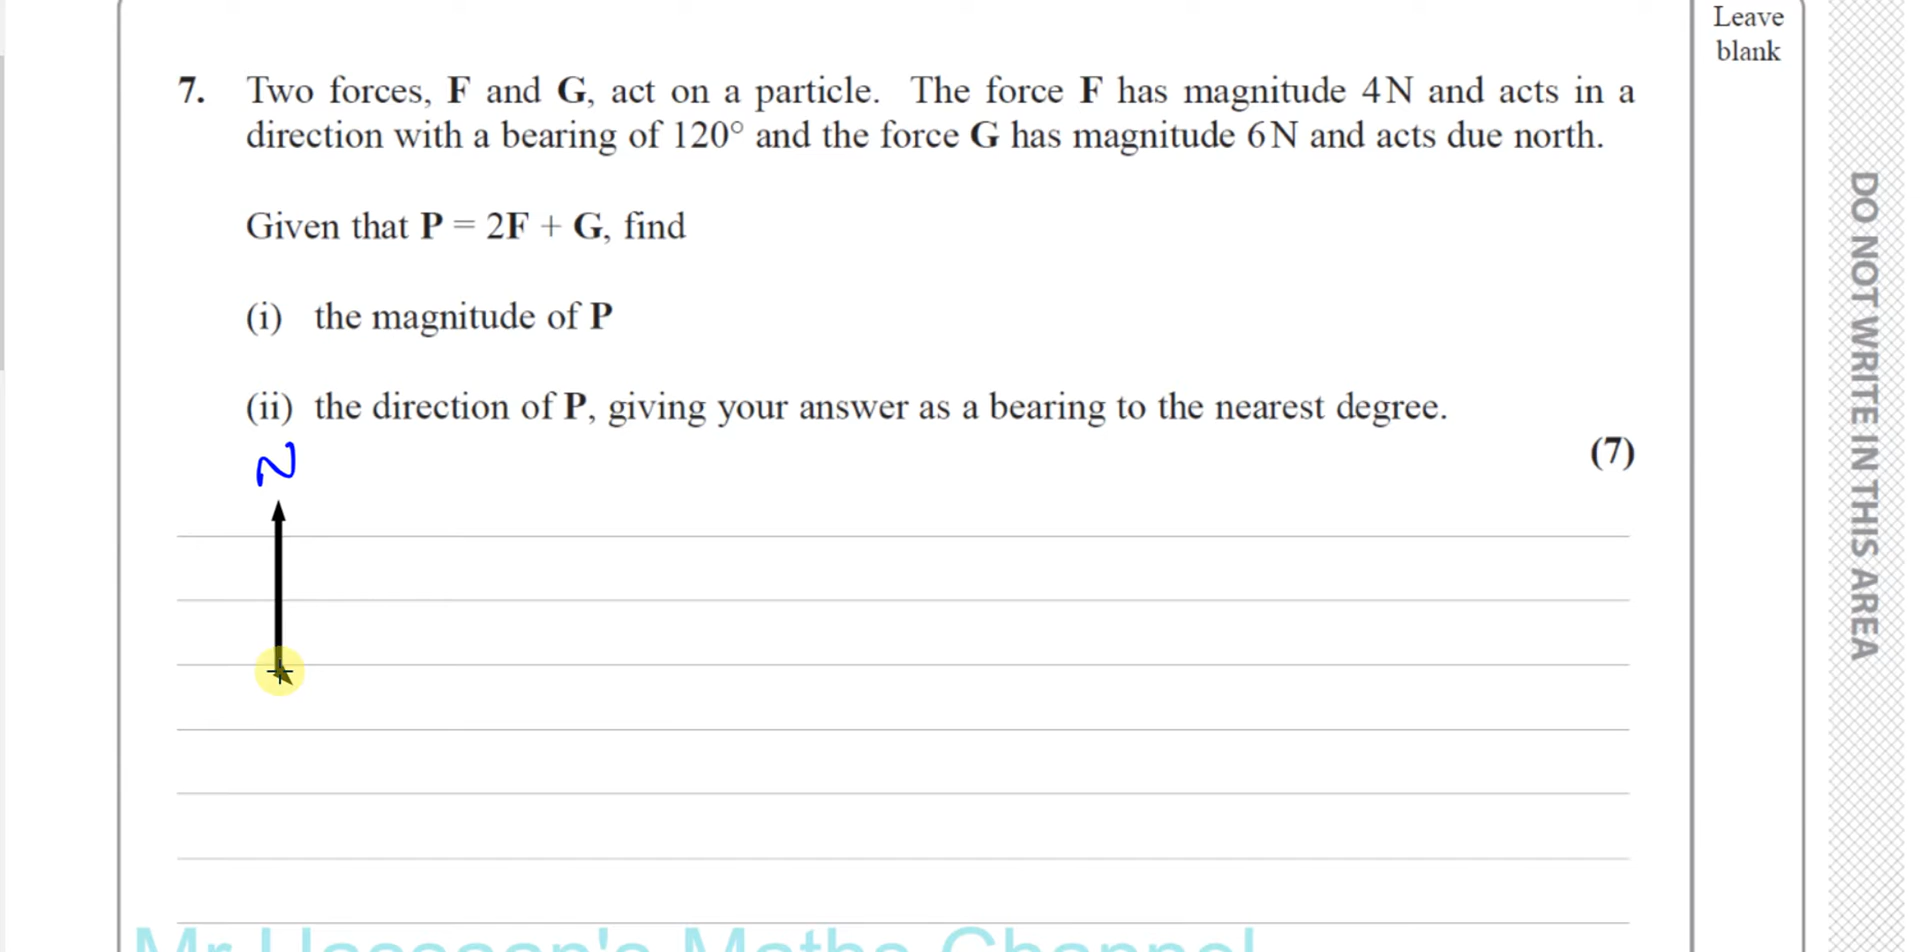 Leave
blank
7. Two forces, F and G, act on a particle. The force F has magnitude 4 N and acts in a
direction with a bearing of 120° and the force G has magnitude 6 N and acts due north.
Given that P = 2F + G, find
(i) the magnitude of P
(ii) the direction of P, giving your answer as a bearing to the nearest degree.
(7)
N
DO NOT WRITE IN THIS AREA